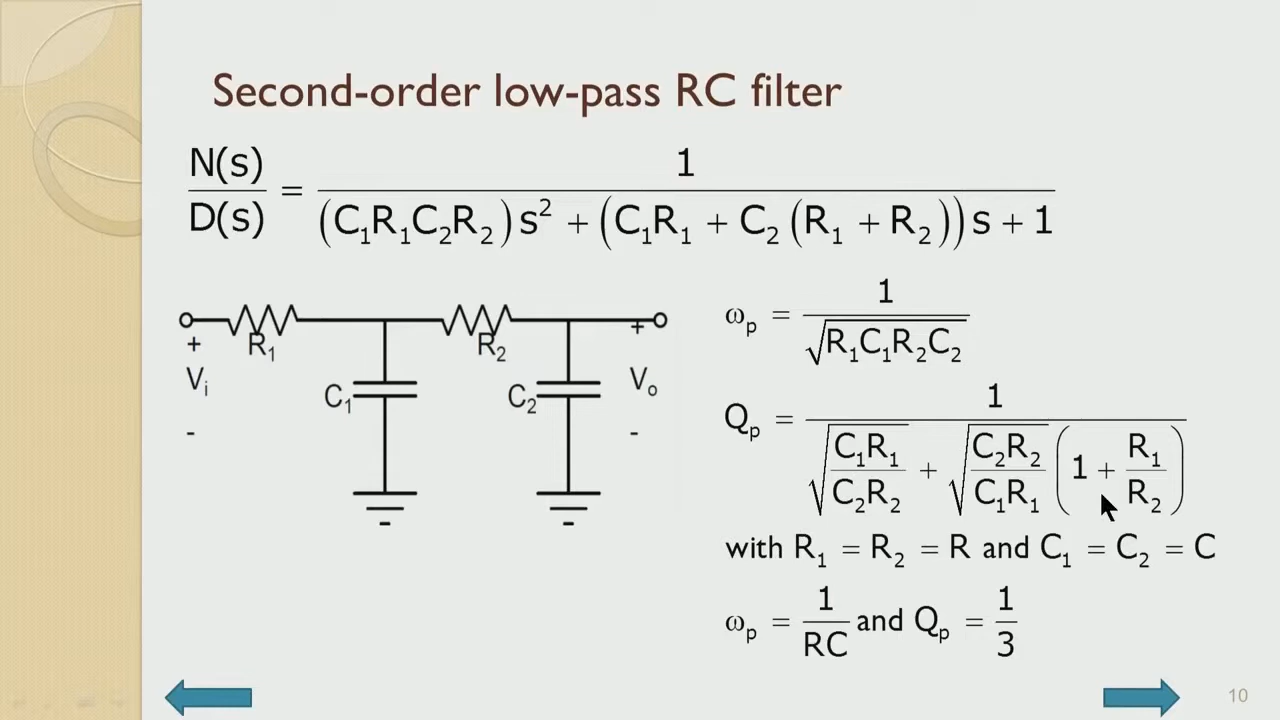 Second-order low-pass RC filter
N(s)/D(s) = 1/((C₁R₁C₂R₂)s² + (C₁R₁ + C₂(R₁ + R₂))s + 1)
R₁
R₂
+
+
Vᵢ
C₁
C₂
Vₒ
-
-
ωₚ = 1/√(R₁C₁R₂C₂)
Qₚ = 1/(√(C₁R₁/C₂R₂) + √(C₂R₂/C₁R₁)(1 + R₁/R₂))
with R₁ = R₂ = R and C₁ = C₂ = C
ωₚ = 1/RC and Qₚ = 1/3
10